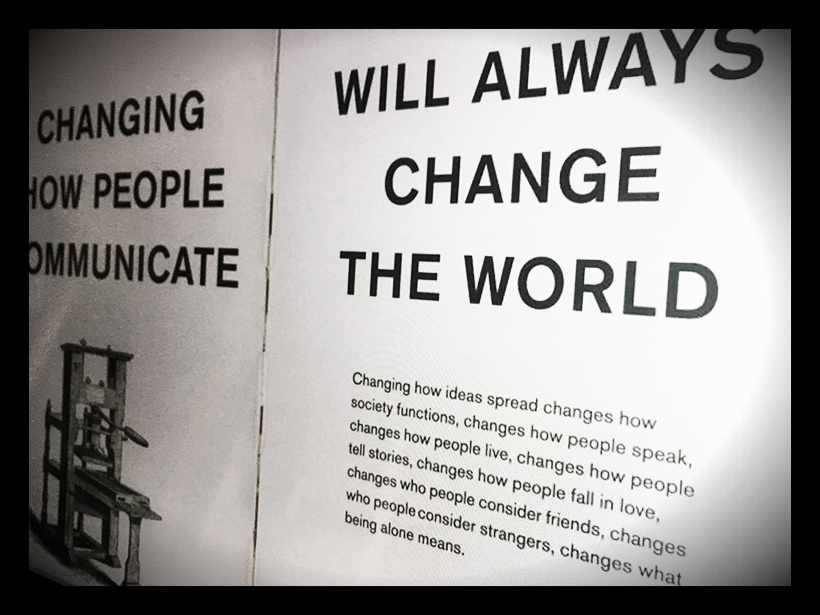 CHANGING
HOW PEOPLE
COMMUNICATE
WILL ALWAYS
CHANGE
THE WORLD
Changing how ideas spread changes how
society functions, changes how people speak,
changes how people live, changes how people
tell stories, changes how people fall in love,
changes who people consider friends, changes
who people consider strangers, changes what
being alone means.